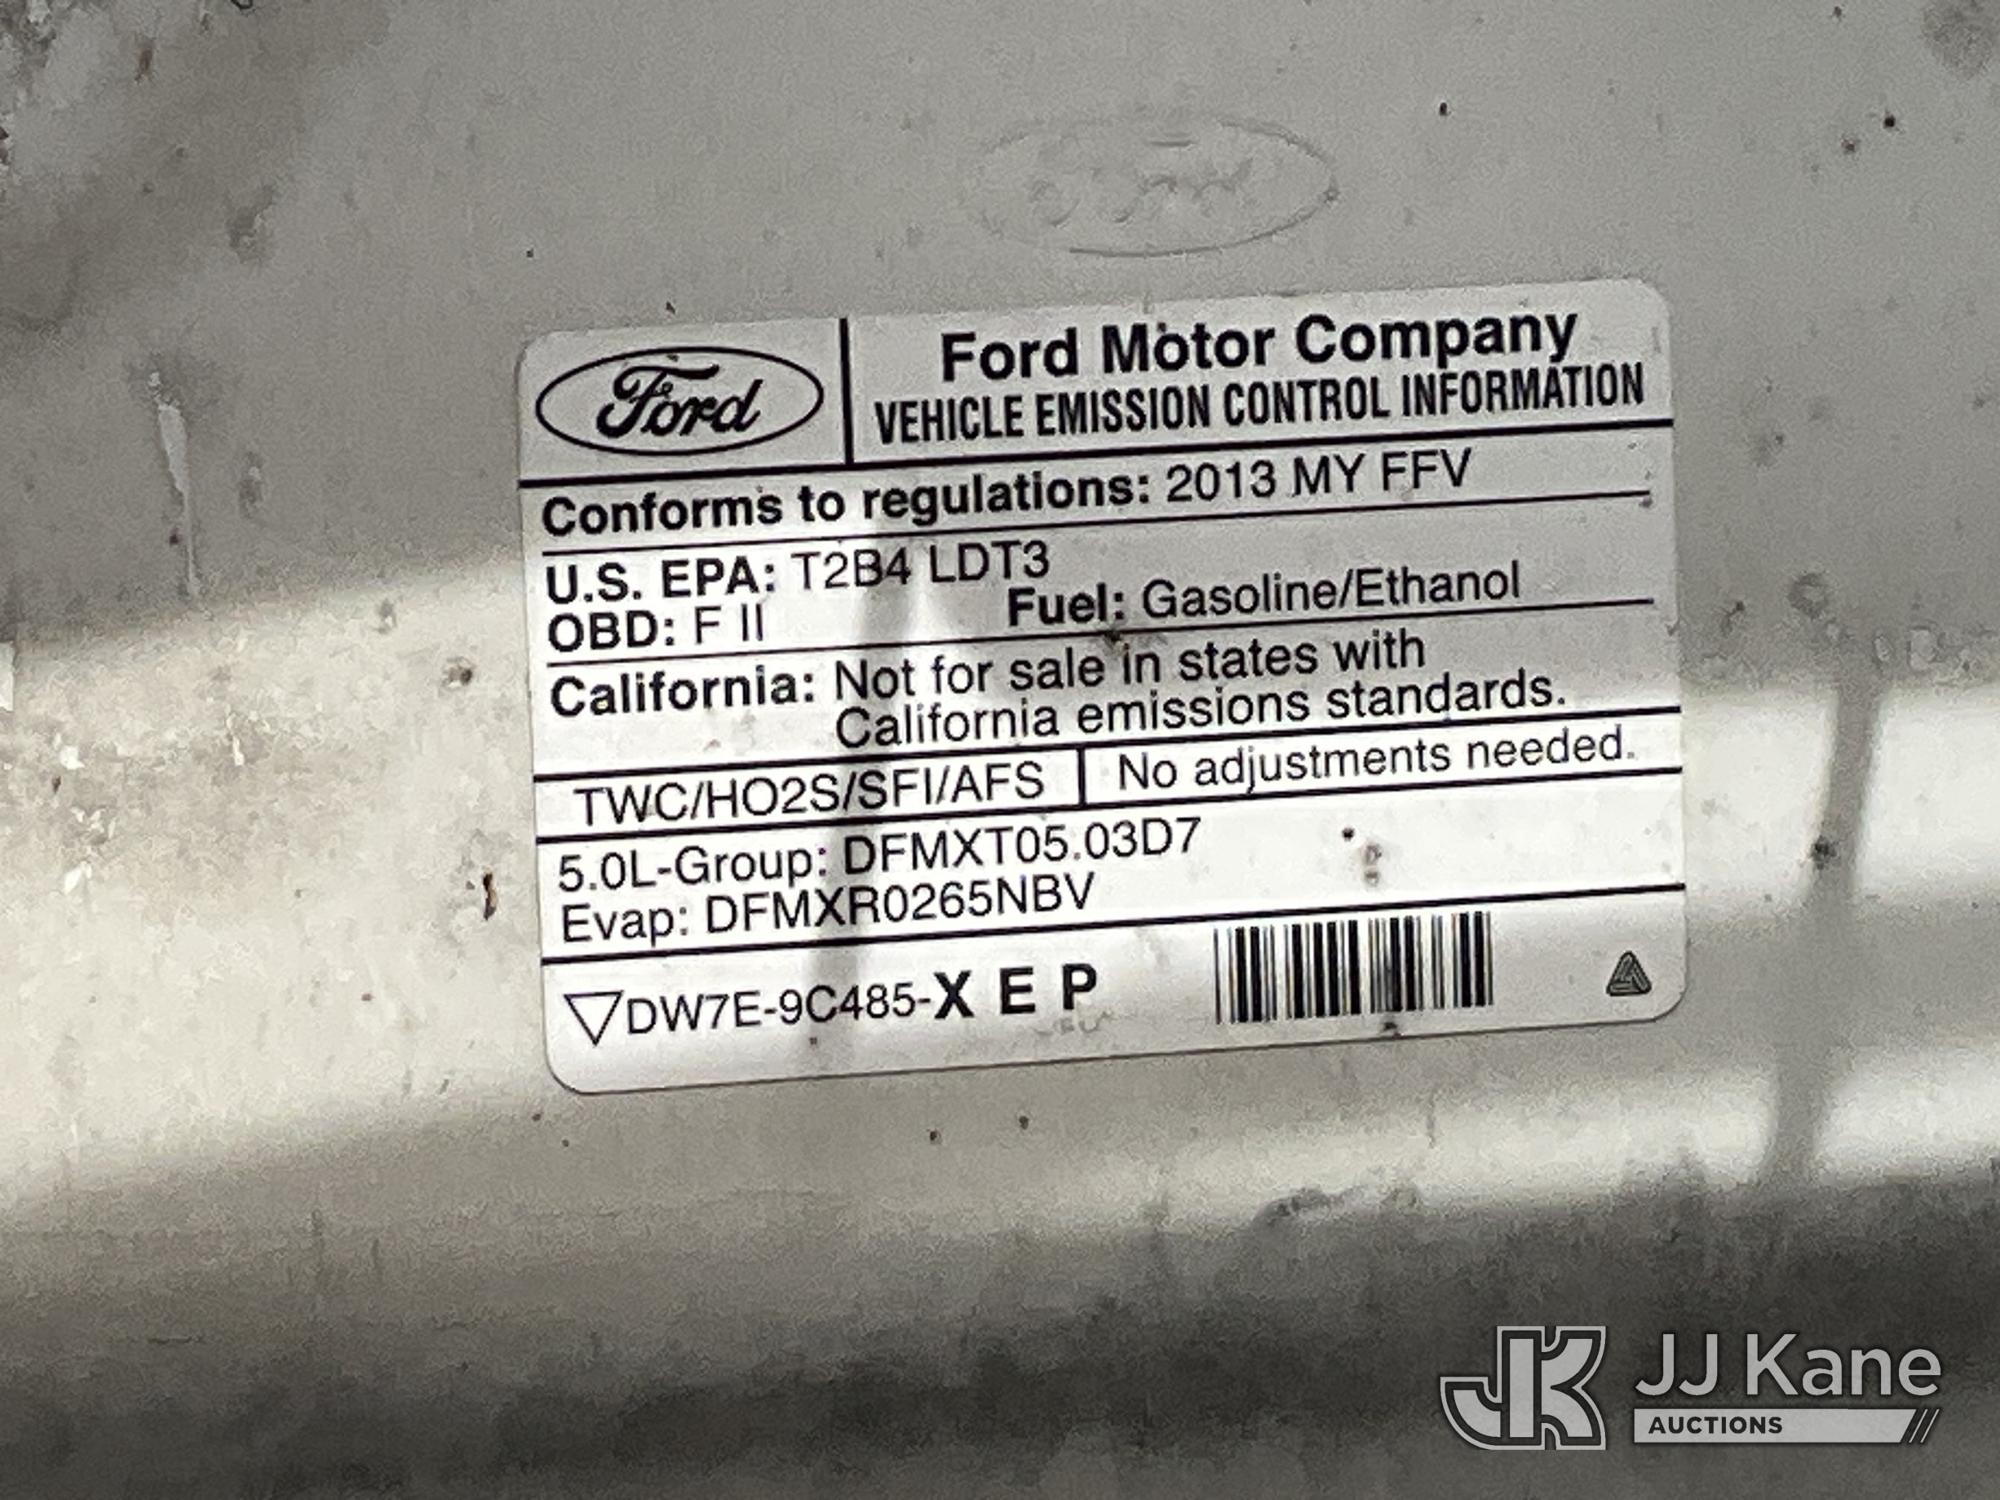 Ford
Ford Motor Company
VEHICLE EMISSION CONTROL INFORMATION
Conforms to regulations: 2013 MY FFV
U.S. EPA: T2B4 LDT3
OBD: F II Fuel: Gasoline/Ethanol
California: Not for sale in states with
California emissions standards.
TWC/HO2S/SFI/AFS No adjustments needed.
5.0L-Group: DFMXT05.03D7
Evap: DFMXR0265NBV
DW7E-9C485-X E P
JK JJ Kane
AUCTIONS